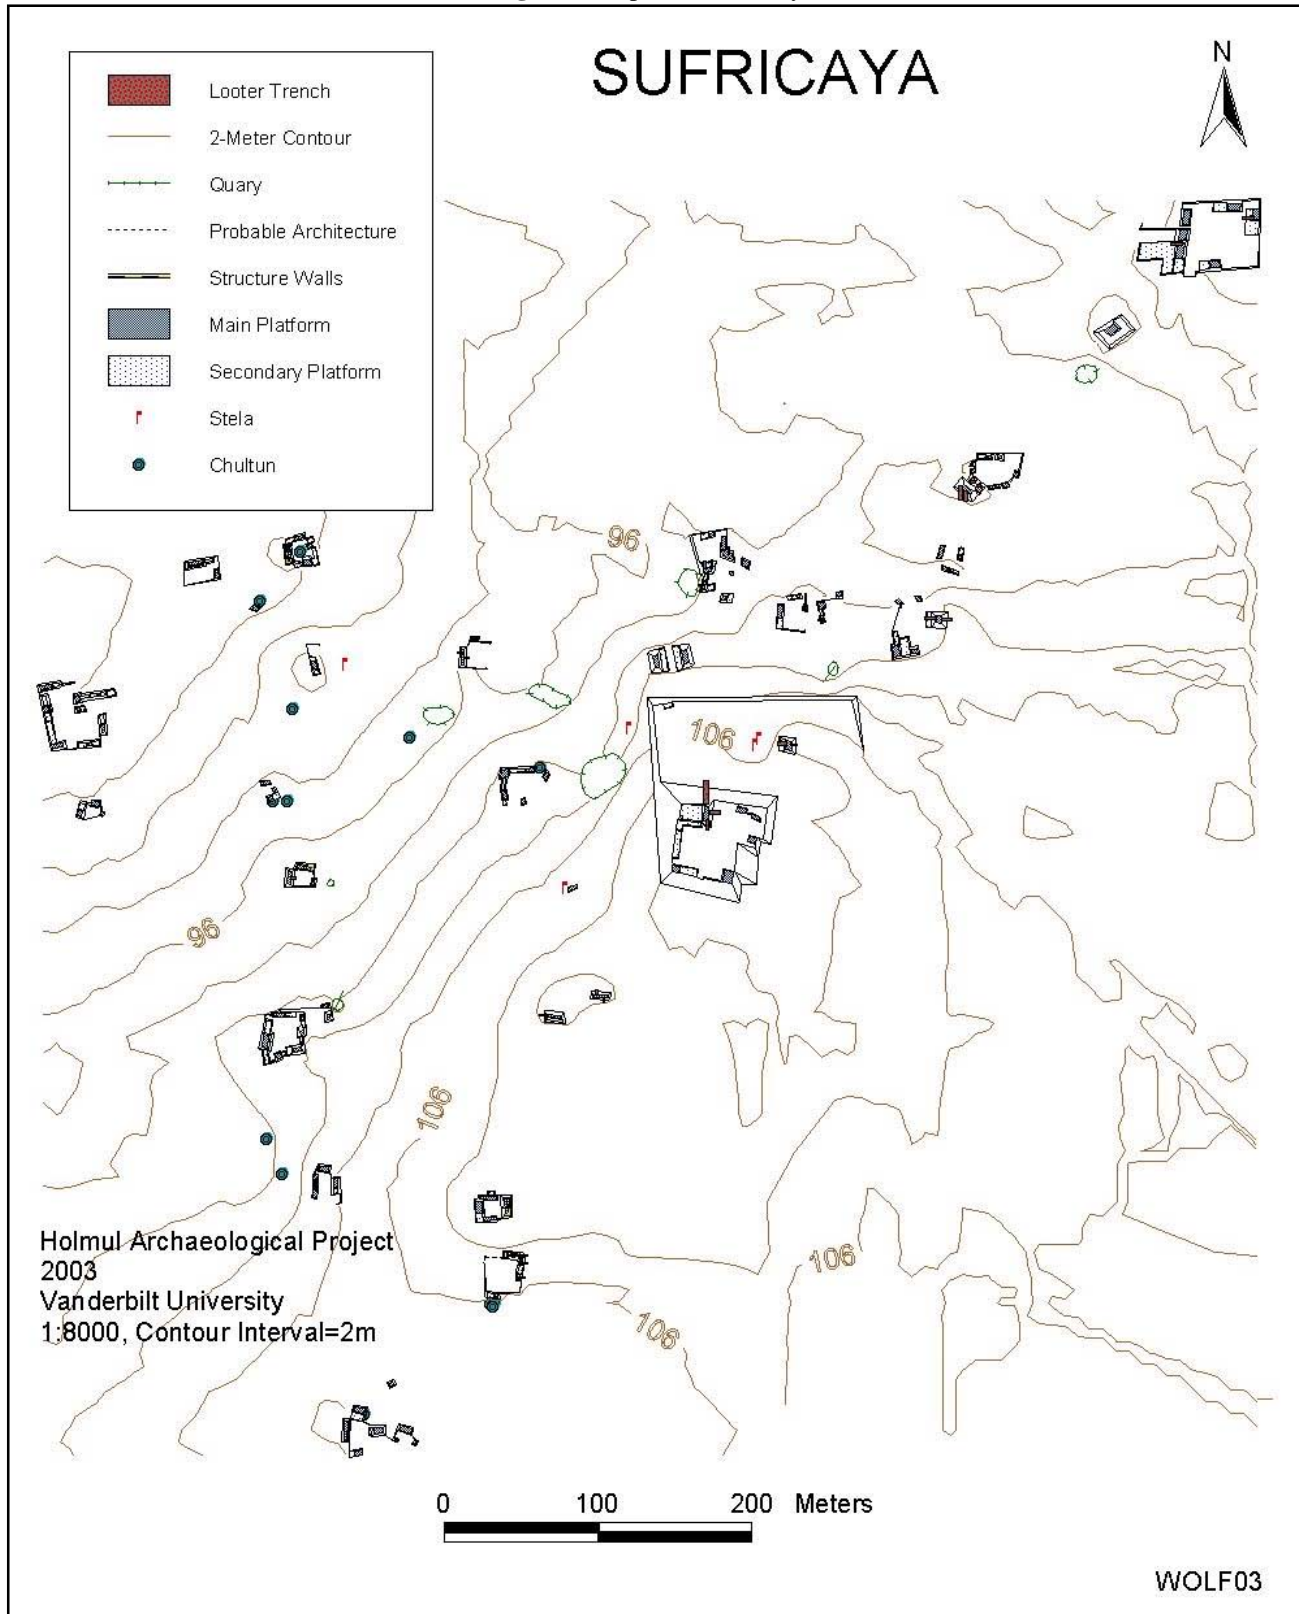 SUFRICAYA
N
Looter Trench
2-Meter Contour
Quary
Probable Architecture
Structure Walls
Main Platform
Secondary Platform
Stela
Chultun
96
106
96
106
106
106
Holmul Archaeological Project
2003
Vanderbilt University
1:8000, Contour Interval=2m
0 100 200 Meters
WOLF03